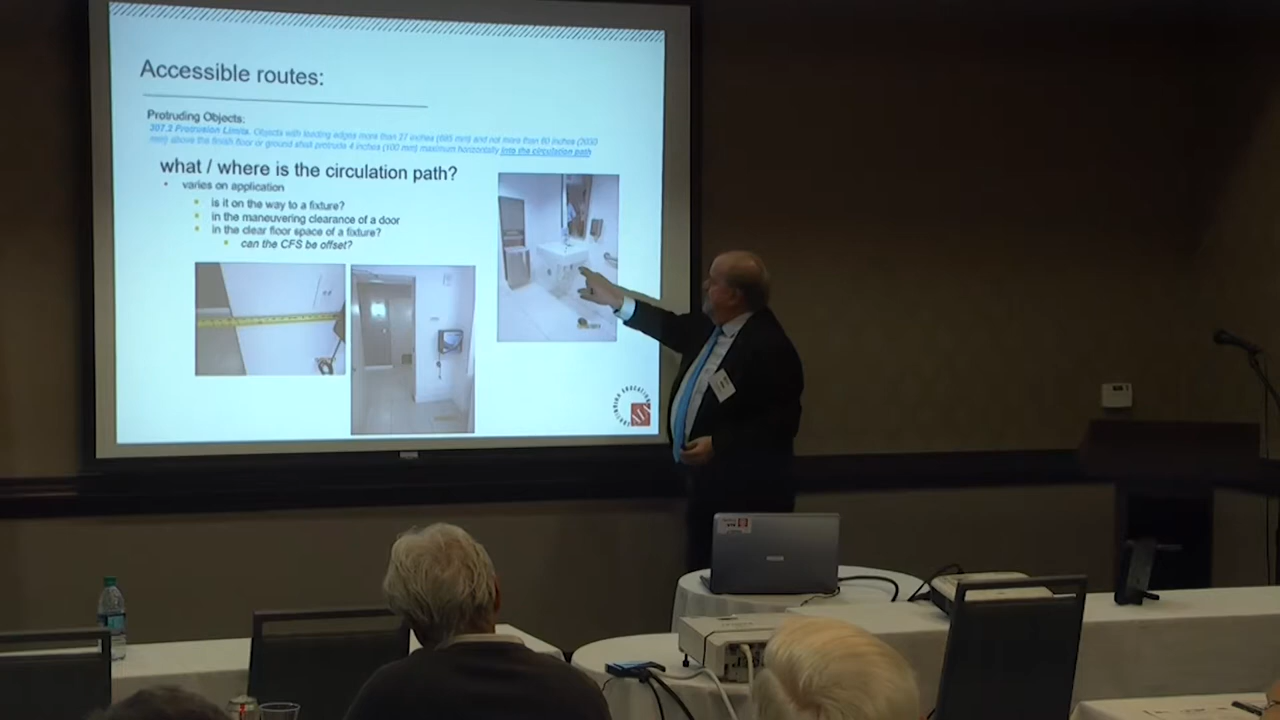 Accessible routes:
Protruding Objects:
307.2 Protrusion Limits. Objects with leading edges more than 27 inches (685 mm) and not more than 80 inches (2030
mm) above the finish floor or ground shall protrude 4 inches (100 mm) maximum horizontally into the circulation path
what / where is the circulation path?
• varies on application
is it on the way to a fixture?
in the maneuvering clearance of a door
in the clear floor space of a fixture?
can the CFS be offset?
CONTINUING EDUCATION
AIA